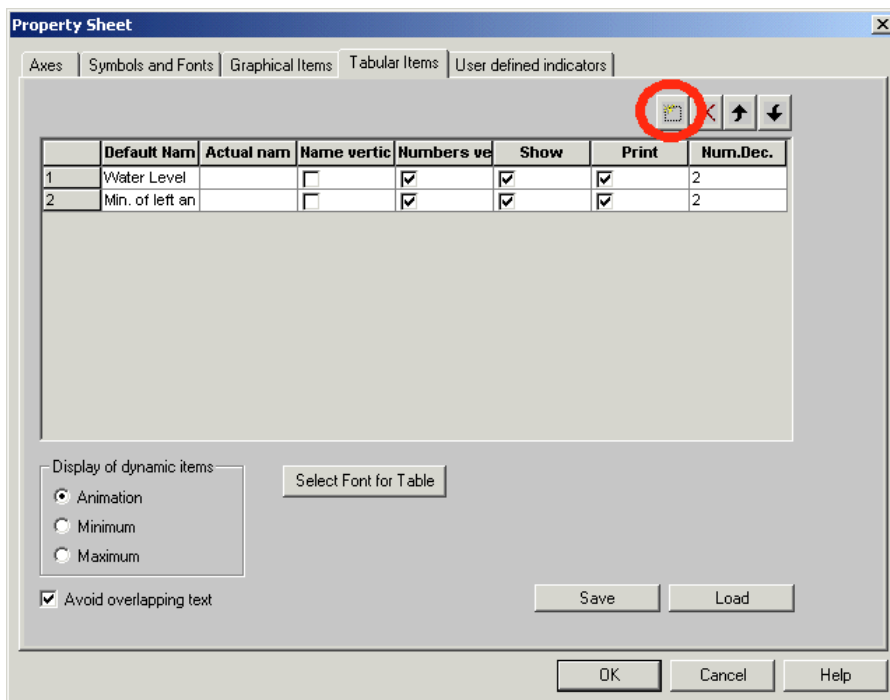 Property Sheet
Axes Symbols and Fonts Graphical Items Tabular Items User defined indicators
Default Nam Actual nam Name vertic Numbers ve Show Print Num.Dec.
1 Water Level 2
2 Min. of left an 2
Display of dynamic items
Select Font for Table
Animation
Minimum
Maximum
Avoid overlapping text
Save Load
OK Cancel Help